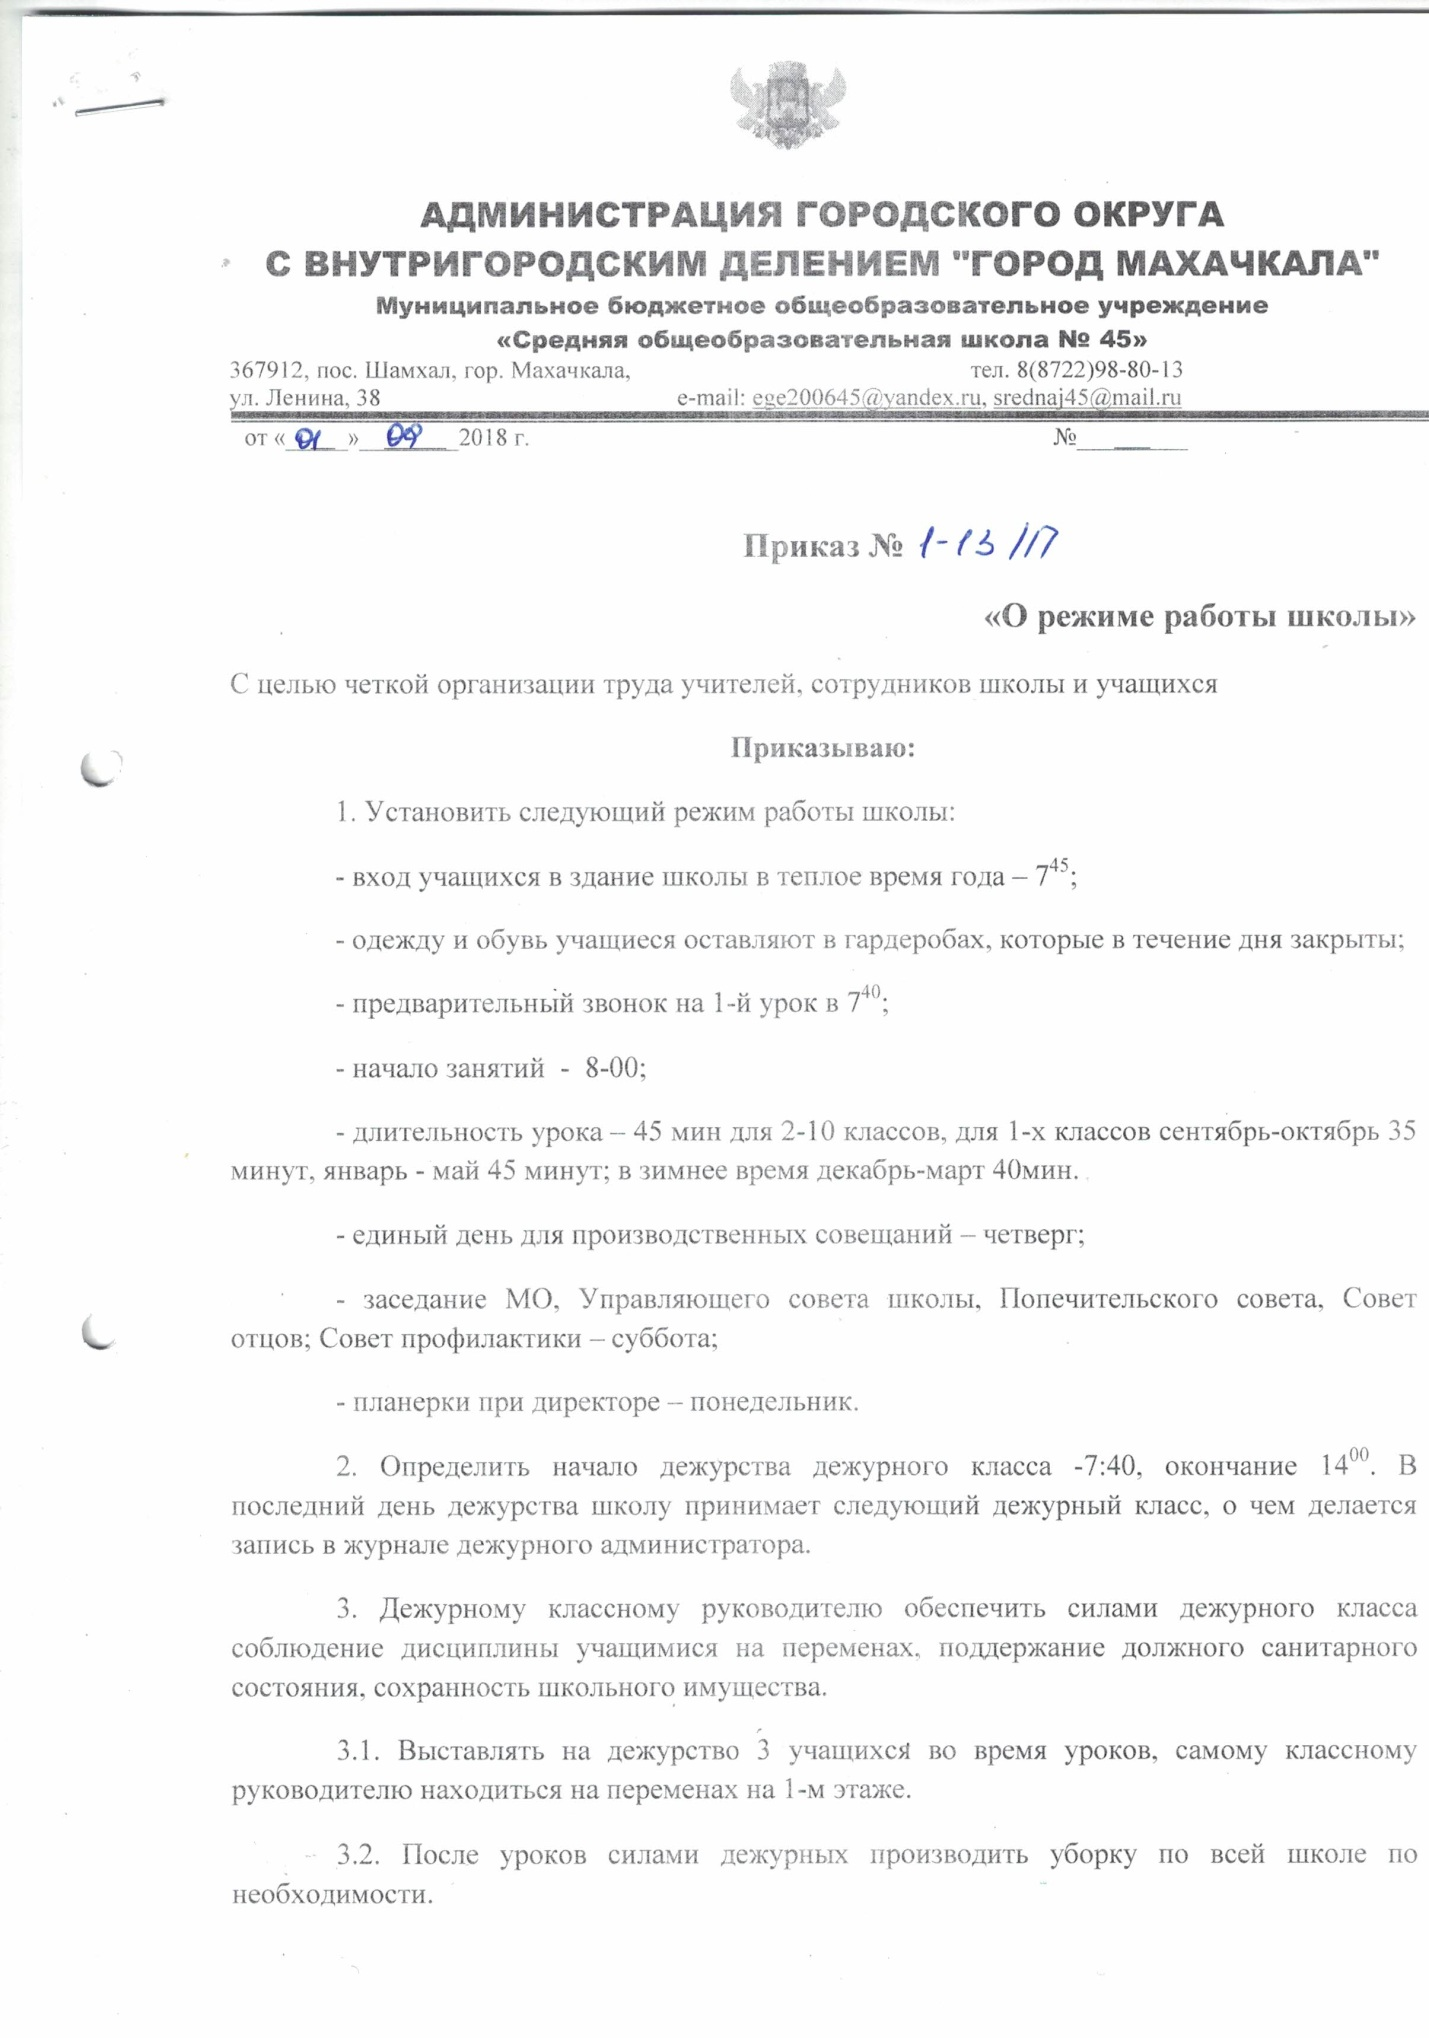 АДМИНИСТРАЦИЯ ГОРОДСКОГО ОКРУГА
С ВНУТРИГОРОДСКИМ ДЕЛЕНИЕМ "ГОРОД МАХАЧКАЛА"
Муниципальное бюджетное общеобразовательное учреждение
«Средняя общеобразовательная школа № 45»
367912, пос. Шамхал, гор. Махачкала, тел. 8(8722)98-80-13
ул. Ленина, 38 e-mail: ege200645@yandex.ru, srednaj45@mail.ru
от «01» 09 2018 г. №
Приказ № 1-13/П
«О режиме работы школы»
С целью четкой организации труда учителей, сотрудников школы и учащихся
Приказываю:
1. Установить следующий режим работы школы:
- вход учащихся в здание школы в теплое время года – 7⁴⁵;
- одежду и обувь учащиеся оставляют в гардеробах, которые в течение дня закрыты;
- предварительный звонок на 1-й урок в 7⁴⁰;
- начало занятий - 8-00;
- длительность урока – 45 мин для 2-10 классов, для 1-х классов сентябрь-октябрь 35
минут, январь - май 45 минут; в зимнее время декабрь-март 40мин.
- единый день для производственных совещаний – четверг;
- заседание МО, Управляющего совета школы, Попечительского совета, Совет
отцов; Совет профилактики – суббота;
- планерки при директоре – понедельник.
2. Определить начало дежурства дежурного класса -7:40, окончание 14⁰⁰. В
последний день дежурства школу принимает следующий дежурный класс, о чем делается
запись в журнале дежурного администратора.
3. Дежурному классному руководителю обеспечить силами дежурного класса
соблюдение дисциплины учащимися на переменах, поддержание должного санитарного
состояния, сохранность школьного имущества.
3.1. Выставлять на дежурство 3 учащихся во время уроков, самому классному
руководителю находиться на переменах на 1-м этаже.
3.2. После уроков силами дежурных производить уборку по всей школе по
необходимости.